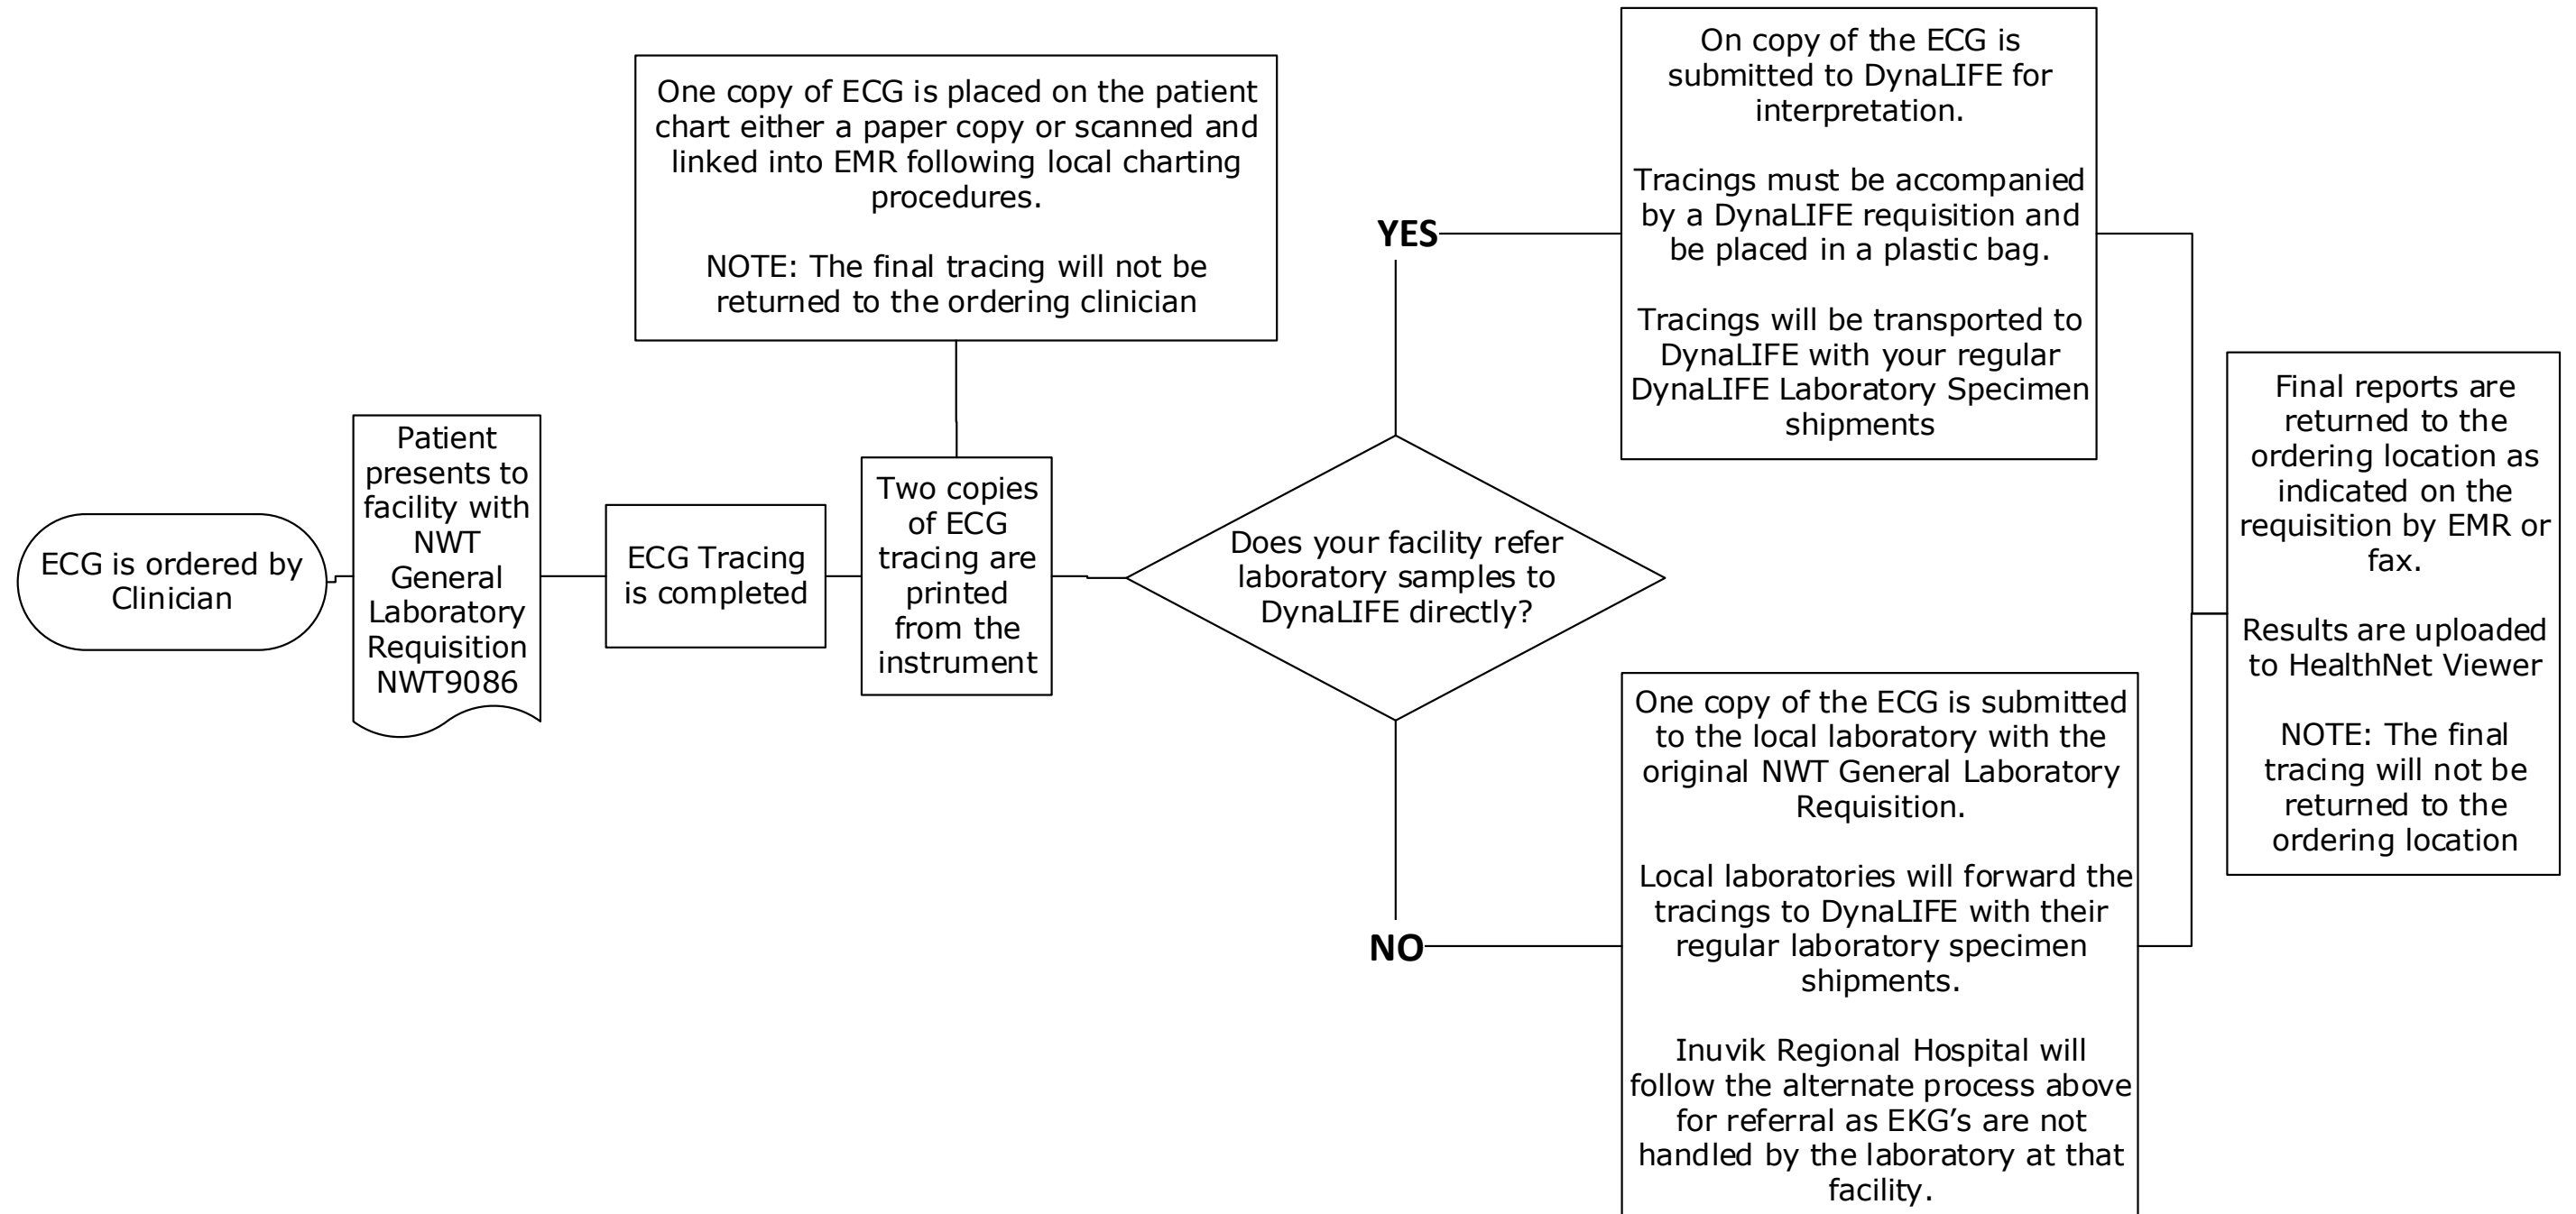 ECG is ordered by
Clinician
Patient
presents to
facility with
NWT
General
Laboratory
Requisition
NWT9086
ECG Tracing
is completed
Two copies
of ECG
tracing are
printed
from the
instrument
One copy of ECG is placed on the patient
chart either a paper copy or scanned and
linked into EMR following local charting
procedures.
NOTE: The final tracing will not be
returned to the ordering clinician
Does your facility refer
laboratory samples to
DynaLIFE directly?
YES
On copy of the ECG is
submitted to DynaLIFE for
interpretation.
Tracings must be accompanied
by a DynaLIFE requisition and
be placed in a plastic bag.
Tracings will be transported to
DynaLIFE with your regular
DynaLIFE Laboratory Specimen
shipments
NO
One copy of the ECG is submitted
to the local laboratory with the
original NWT General Laboratory
Requisition.
Local laboratories will forward the
tracings to DynaLIFE with their
regular laboratory specimen
shipments.
Inuvik Regional Hospital will
follow the alternate process above
for referral as EKG’s are not
handled by the laboratory at that
facility.
Final reports are
returned to the
ordering location as
indicated on the
requisition by EMR or
fax.
Results are uploaded
to HealthNet Viewer
NOTE: The final
tracing will not be
returned to the
ordering location